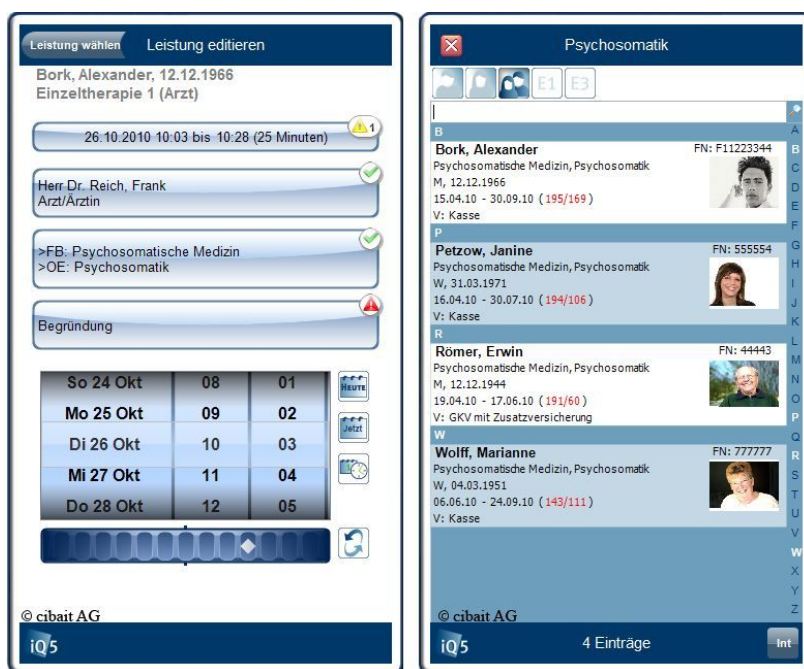 Leistung wählen
Leistung editieren
Bork, Alexander, 12.12.1966
Einzeltherapie 1 (Arzt)
26.10.2010 10:03 bis 10:28 (25 Minuten)
1
Herr Dr. Reich, Frank
Arzt/Ärztin
>FB: Psychosomatische Medizin
>OE: Psychosomatik
Begründung
So 24 Okt 08 01
Mo 25 Okt 09 02
Di 26 Okt 10 03
Mi 27 Okt 11 04
Do 28 Okt 12 05
HEUTE
Jetzt
© cibait AG
iQ5
Psychosomatik
E1 E3
B
Bork, Alexander FN: F11223344
Psychosomatische Medizin, Psychosomatik
M, 12.12.1966
15.04.10 - 30.09.10 ( 195/169 )
V: Kasse
P
Petzow, Janine FN: 555554
Psychosomatische Medizin, Psychosomatik
W, 31.03.1971
16.04.10 - 30.07.10 ( 194/106 )
V: Kasse
R
Römer, Erwin FN: 44443
Psychosomatische Medizin, Psychosomatik
M, 12.12.1944
19.04.10 - 17.06.10 ( 191/60 )
V: GKV mit Zusatzversicherung
W
Wolff, Marianne FN: 777777
Psychosomatische Medizin, Psychosomatik
W, 04.03.1951
06.06.10 - 24.09.10 ( 143/111 )
V: Kasse
A
B
C
D
E
F
G
H
I
J
K
L
M
N
O
P
Q
R
S
T
U
V
W
X
Y
Z
© cibait AG
iQ5
4 Einträge
Int